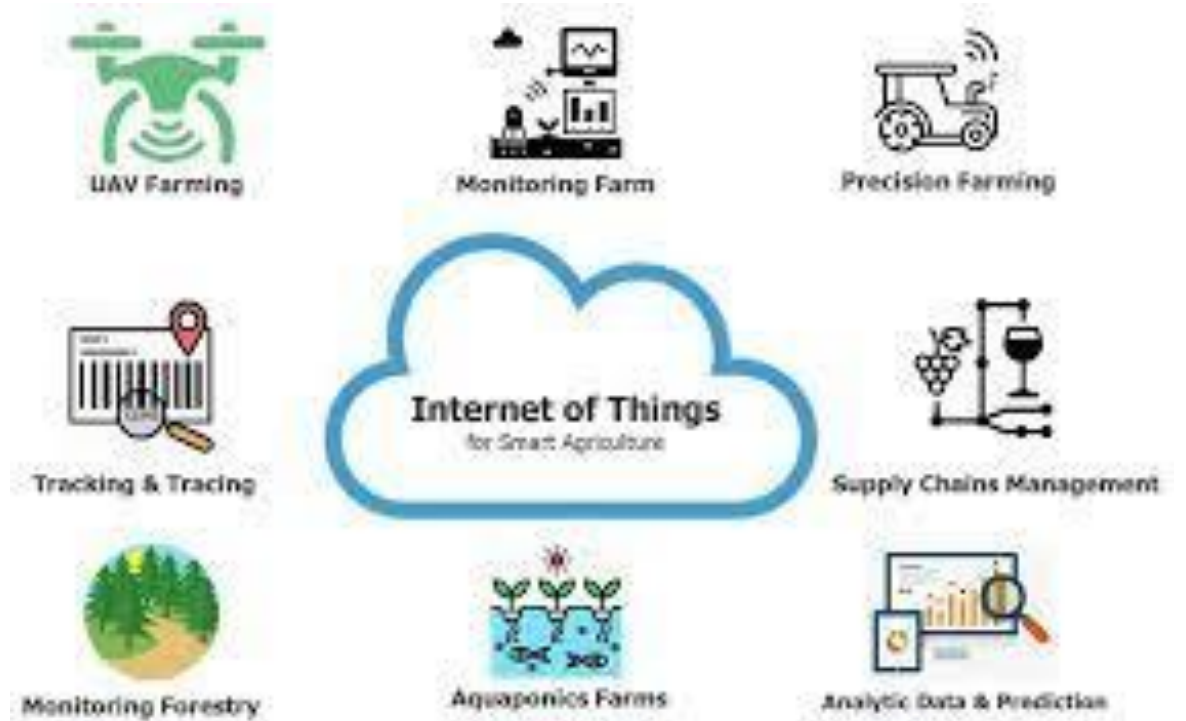 UAV Farming
Monitoring Farm
Precision Farming
Internet of Things
for Smart Agriculture
Tracking & Tracing
Supply Chains Management
Monitoring Forestry
Aquaponics Farms
Analytic Data & Prediction